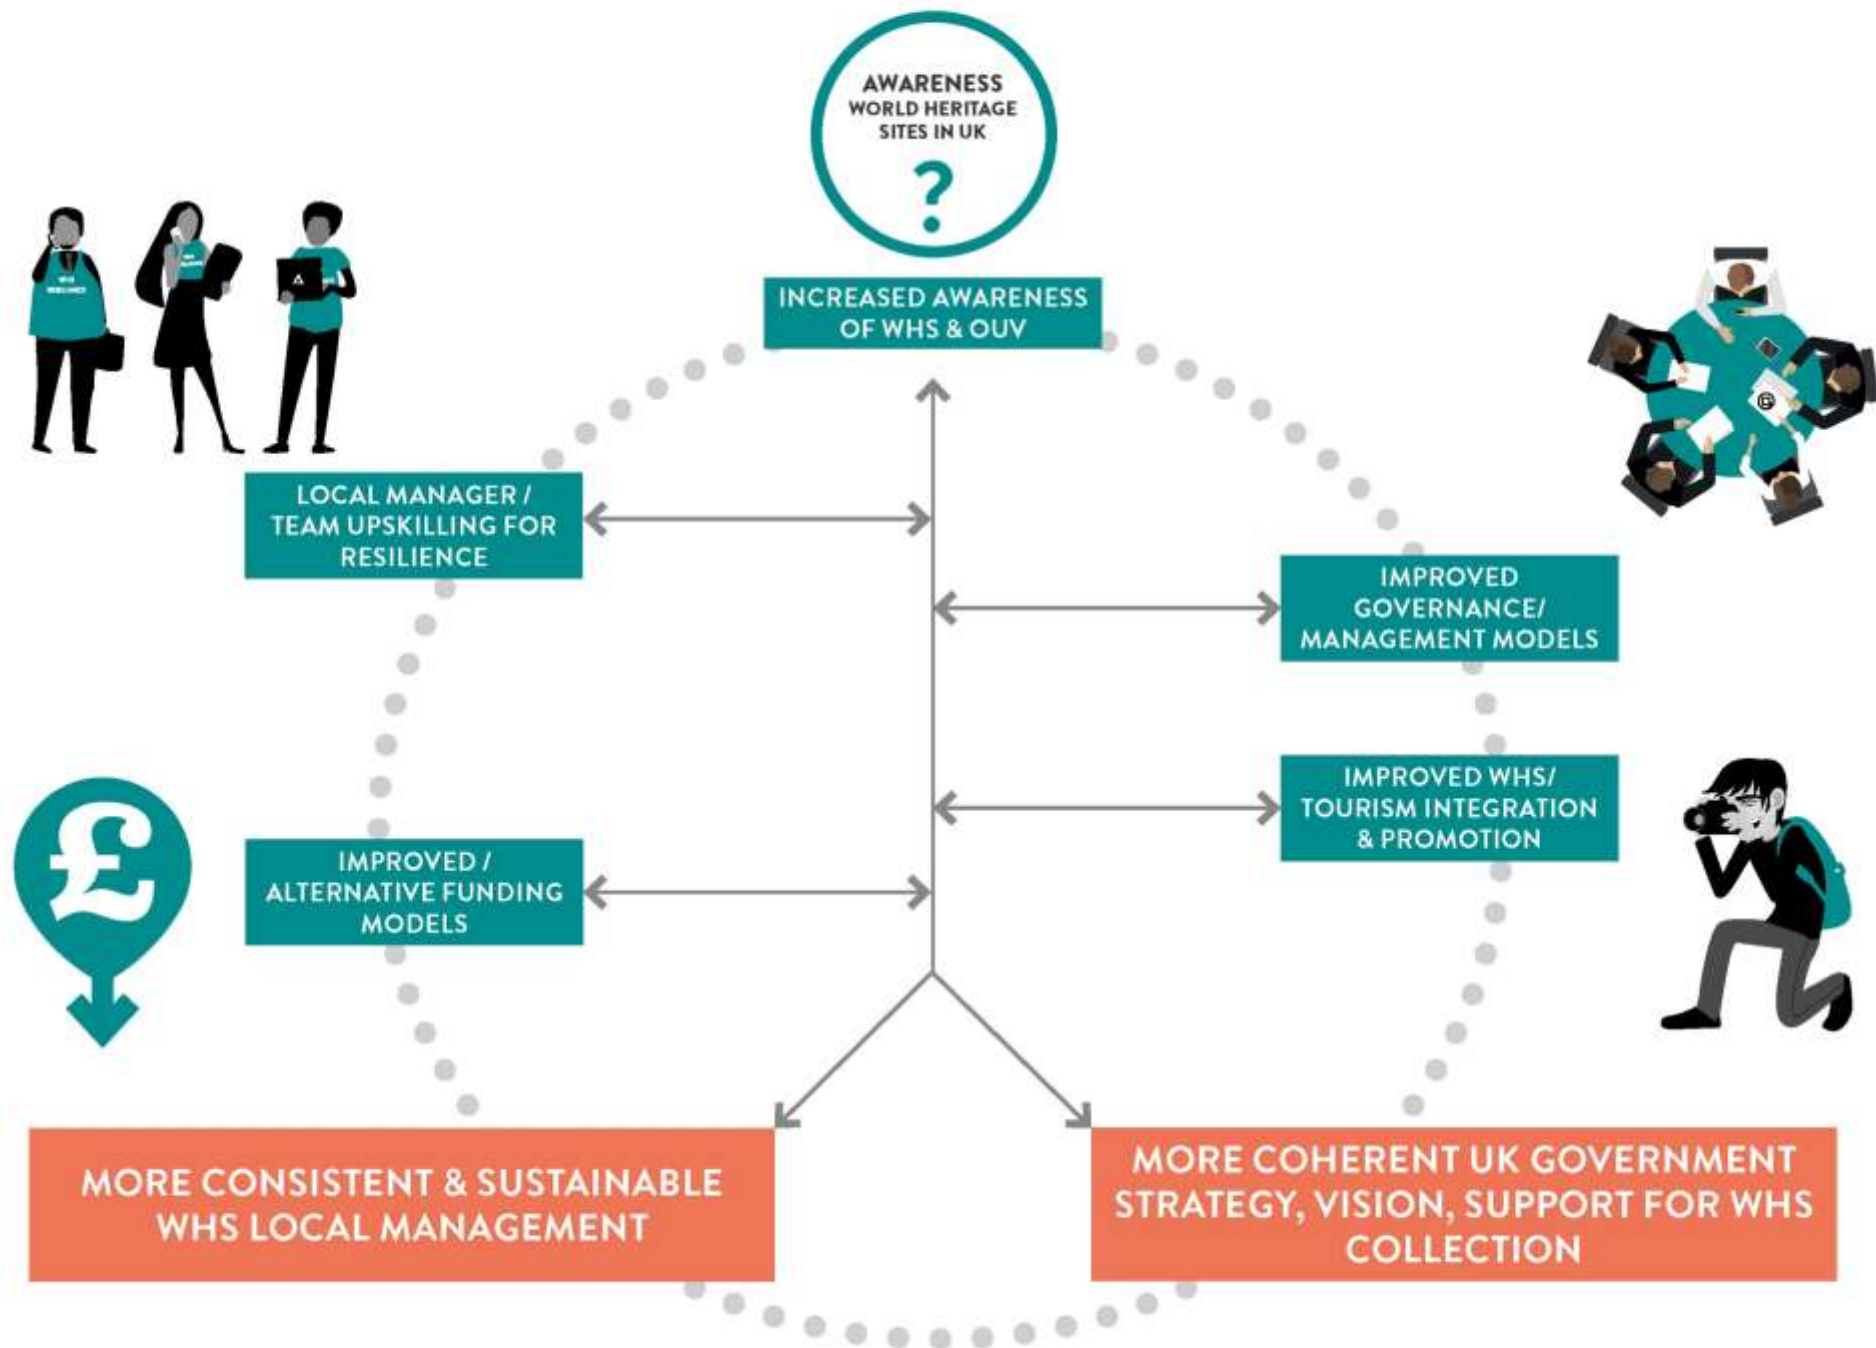 AWARENESS
WORLD HERITAGE
SITES IN UK
?
INCREASED AWARENESS
OF WHS & OUV
LOCAL MANAGER /
TEAM UPSKILLING FOR
RESILIENCE
IMPROVED
GOVERNANCE/
MANAGEMENT MODELS
IMPROVED WHS/
TOURISM INTEGRATION
& PROMOTION
£
IMPROVED /
ALTERNATIVE FUNDING
MODELS
MORE CONSISTENT & SUSTAINABLE
WHS LOCAL MANAGEMENT
MORE COHERENT UK GOVERNMENT
STRATEGY, VISION, SUPPORT FOR WHS
COLLECTION